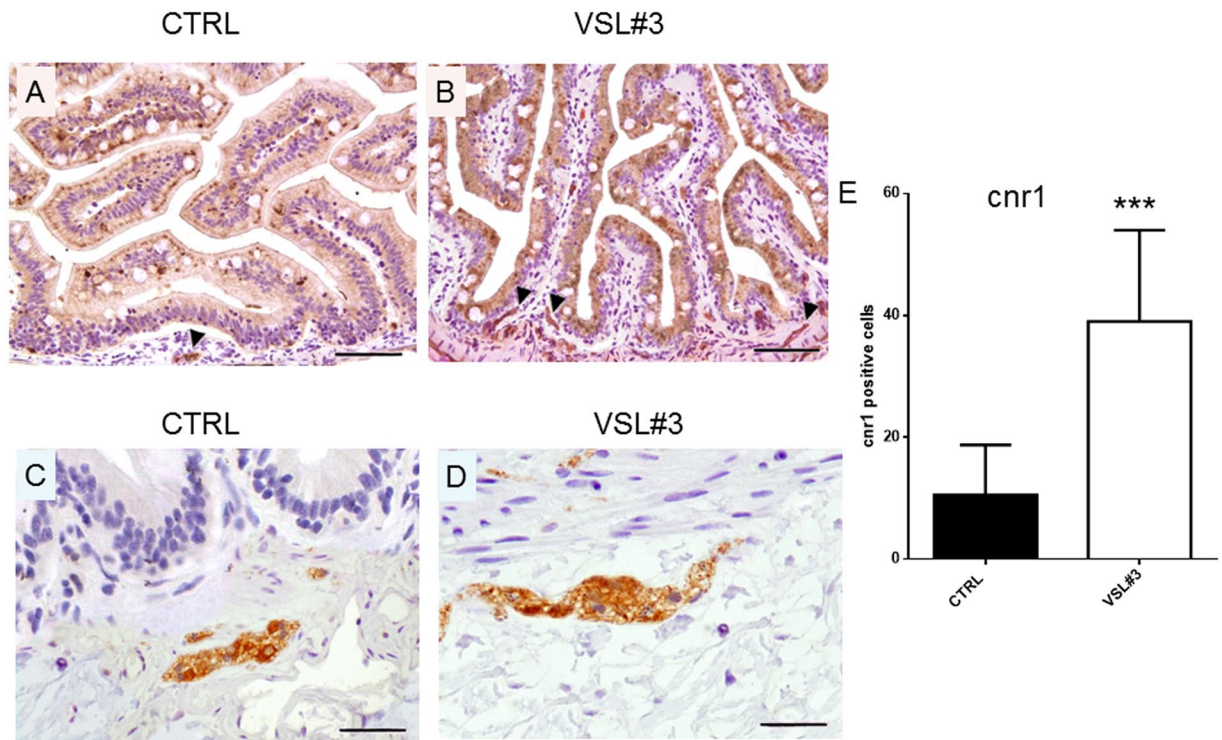 CTRL
VSL#3
A
B
E
cnr1
***
60
40
20
0
cnr1 positive cells
CTRL
VSL#3
CTRL
VSL#3
C
D